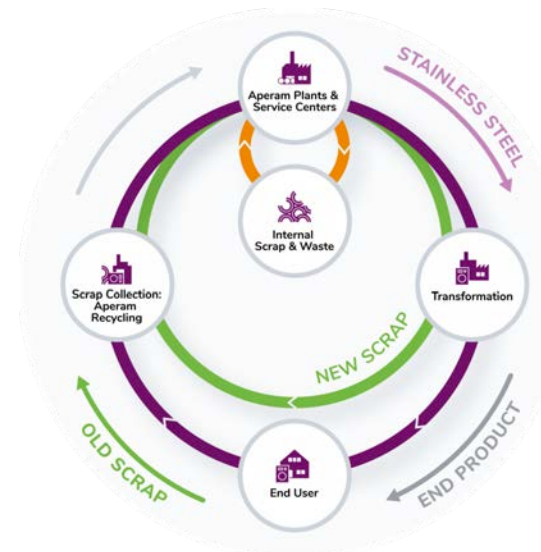 Aperam Plants &
Service Centers
STAINLESS STEEL
Internal
Scrap & Waste
Scrap Collection:
Aperam
Recycling
Transformation
NEW SCRAP
OLD SCRAP
END PRODUCT
End User